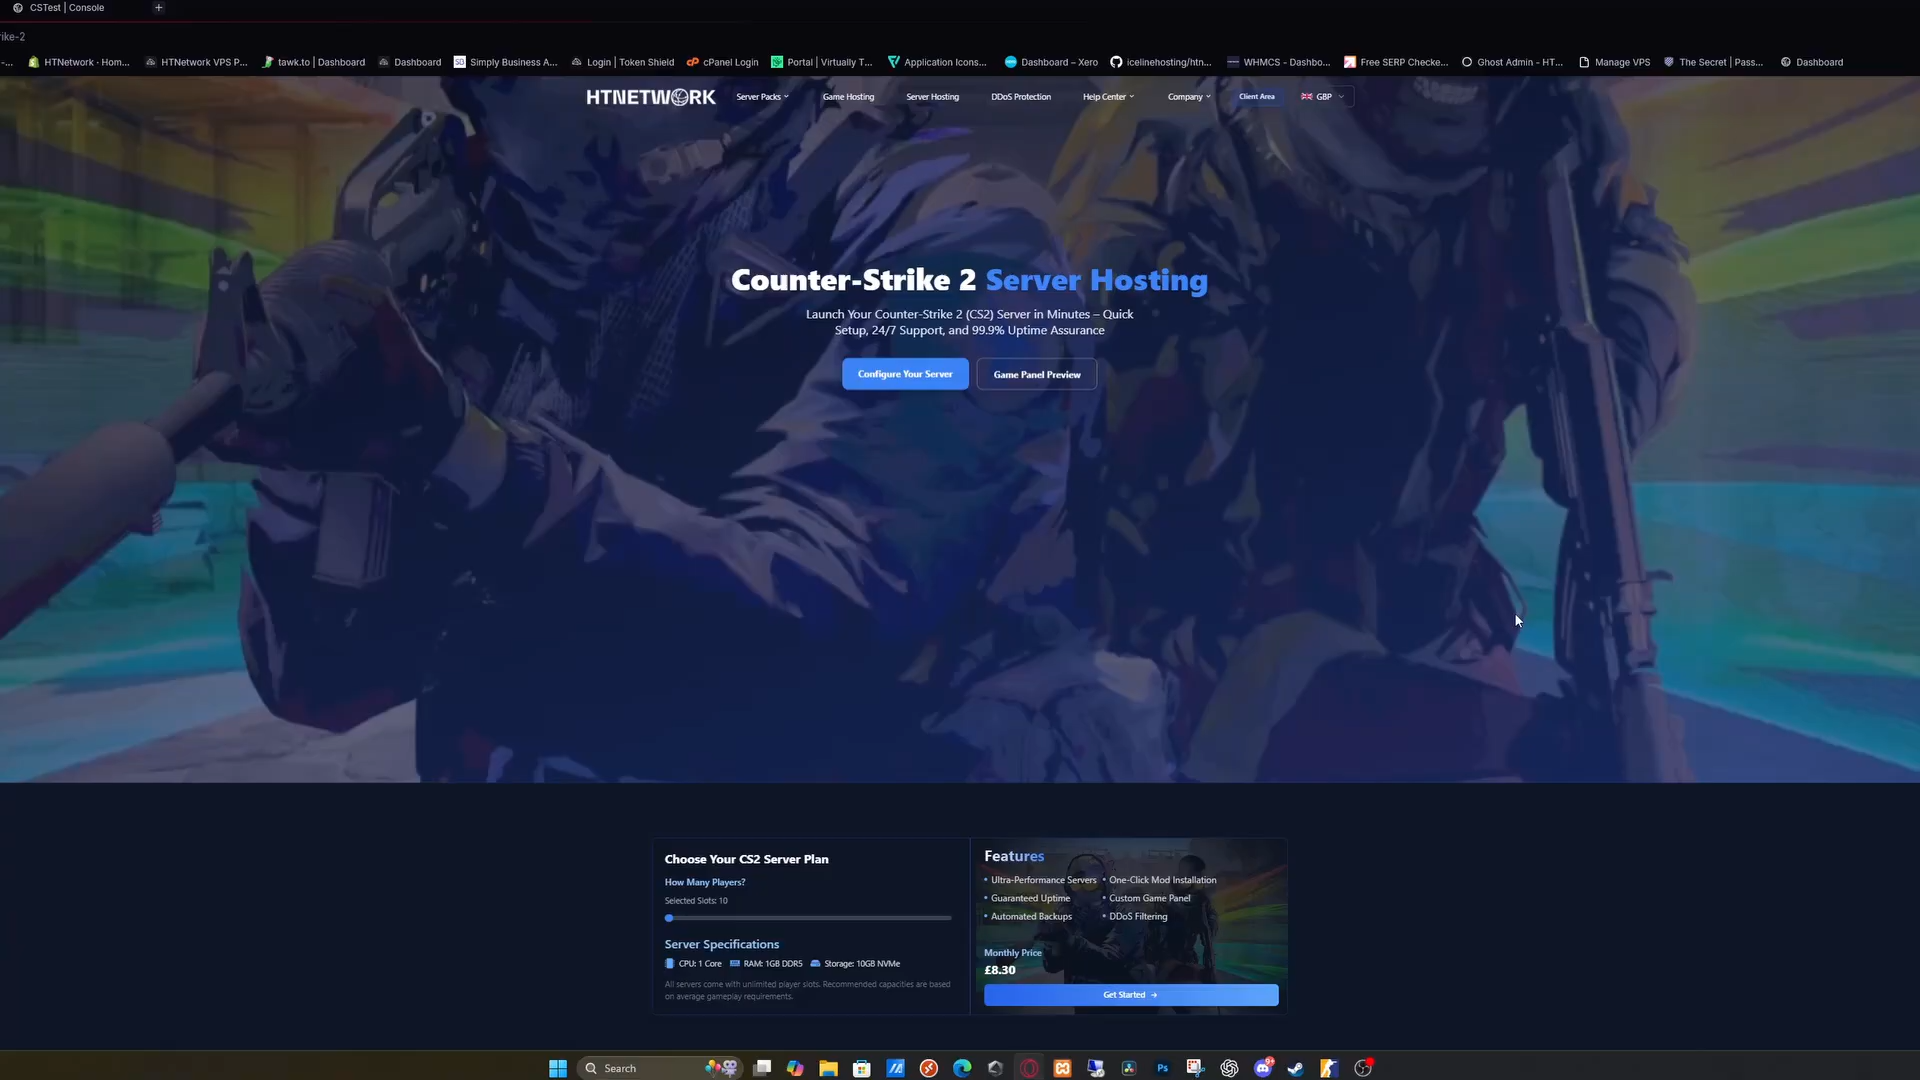 CSTest | Console
rike-2
HTNetwork - Hom...
HTNetwork VPS P...
tawk.to | Dashboard
Dashboard
Simply Business A...
Login | Token Shield
cPanel Login
Portal | Virtually T...
Application Icons...
Dashboard – Xero
icelinehosting/htn...
WHMCS - Dashbo...
Free SERP Checke...
Ghost Admin - HT...
Manage VPS
The Secret | Pass...
Dashboard
HTNETWORK
Server Packs
Game Hosting
Server Hosting
DDoS Protection
Help Center
Company
Client Area
GBP
Counter-Strike 2 Server Hosting
Launch Your Counter-Strike 2 (CS2) Server in Minutes – Quick
Setup, 24/7 Support, and 99.9% Uptime Assurance
Configure Your Server
Game Panel Preview
Choose Your CS2 Server Plan
How Many Players?
Selected Slots: 10
Server Specifications
CPU: 1 Core
RAM: 1GB DDR5
Storage: 10GB NVMe
All servers come with unlimited player slots. Recommended capacities are based
on average gameplay requirements.
Features
• Ultra-Performance Servers
• One-Click Mod Installation
• Guaranteed Uptime
• Custom Game Panel
• Automated Backups
• DDoS Filtering
Monthly Price
£8.30
Get Started →
Search
Ps
9+